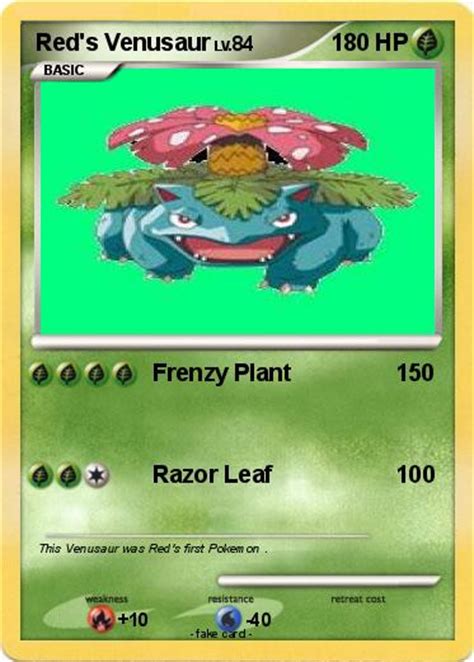 Red's Venusaur LV.84 180 HP
BASIC
Frenzy Plant 150
Razor Leaf 100
This Venusaur was Red's first Pokemon .
weakness resistance retreat cost
+10 -40
- fake card -